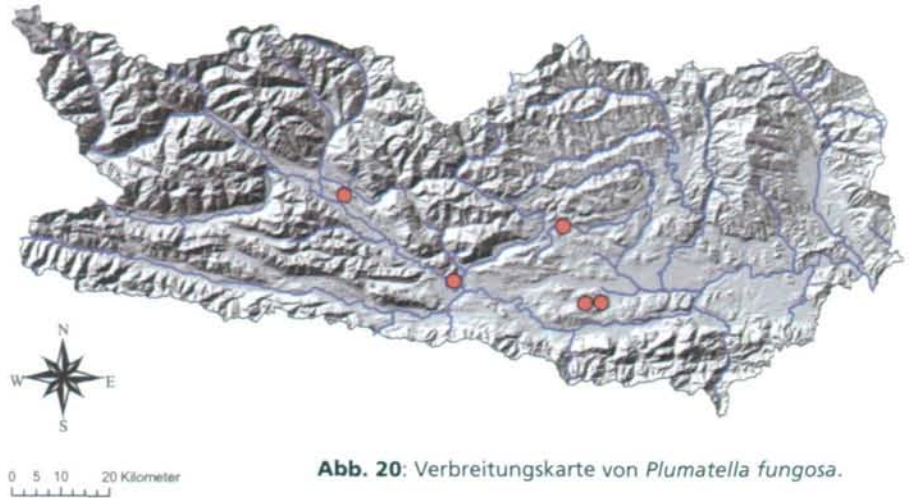 N
W E
S
0 5 10 20 Kilometer
Abb. 20: Verbreitungskarte von Plumatella fungosa.